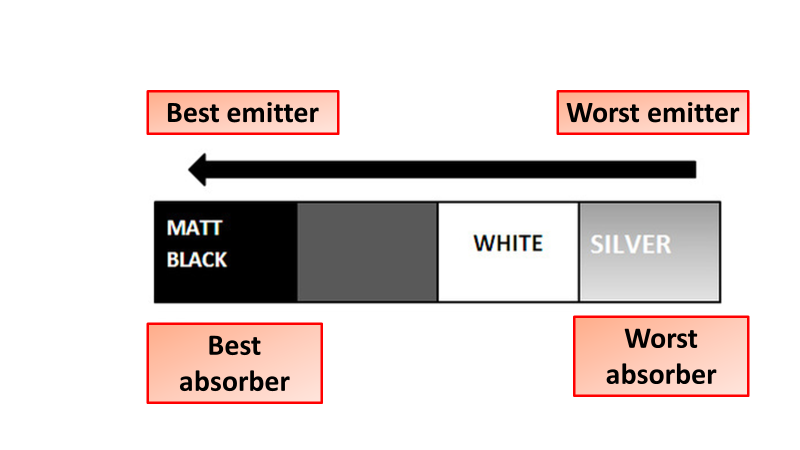 Best emitter
Worst emitter
MATT
BLACK
WHITE
SILVER
Best
absorber
Worst
absorber